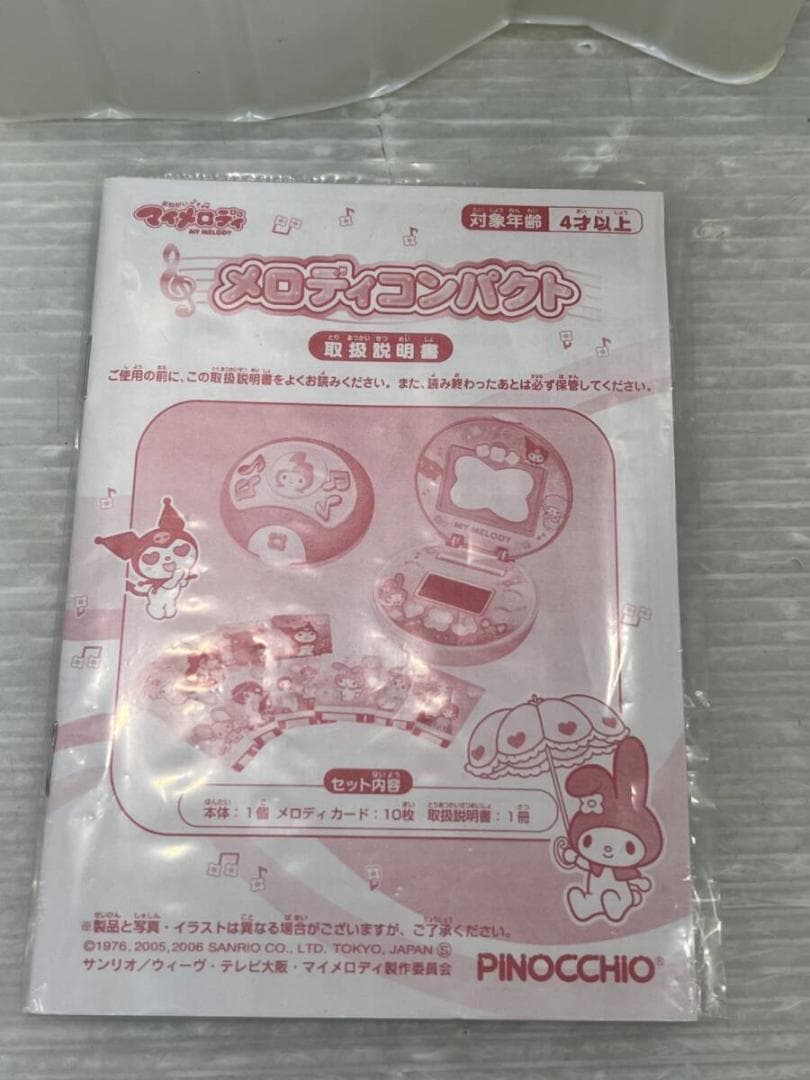 おねがい
マイメロディ
MY MELODY
対象年齢 4才以上
メロディコンパクト
取扱説明書
ご使用の前に、この取扱説明書をよくお読みください。また、読み終わったあとは必ず保管してください。
MY MELODY
セット内容
本体：1個 メロディカード：10枚 取扱説明書：1冊
※製品と写真・イラストは異なる場合がございますが、ご了承ください。
©1976, 2005, 2006 SANRIO CO., LTD. TOKYO, JAPAN Ⓢ
サンリオ／ウィーヴ・テレビ大阪・マイメロディ製作委員会
PINOCCHIO®